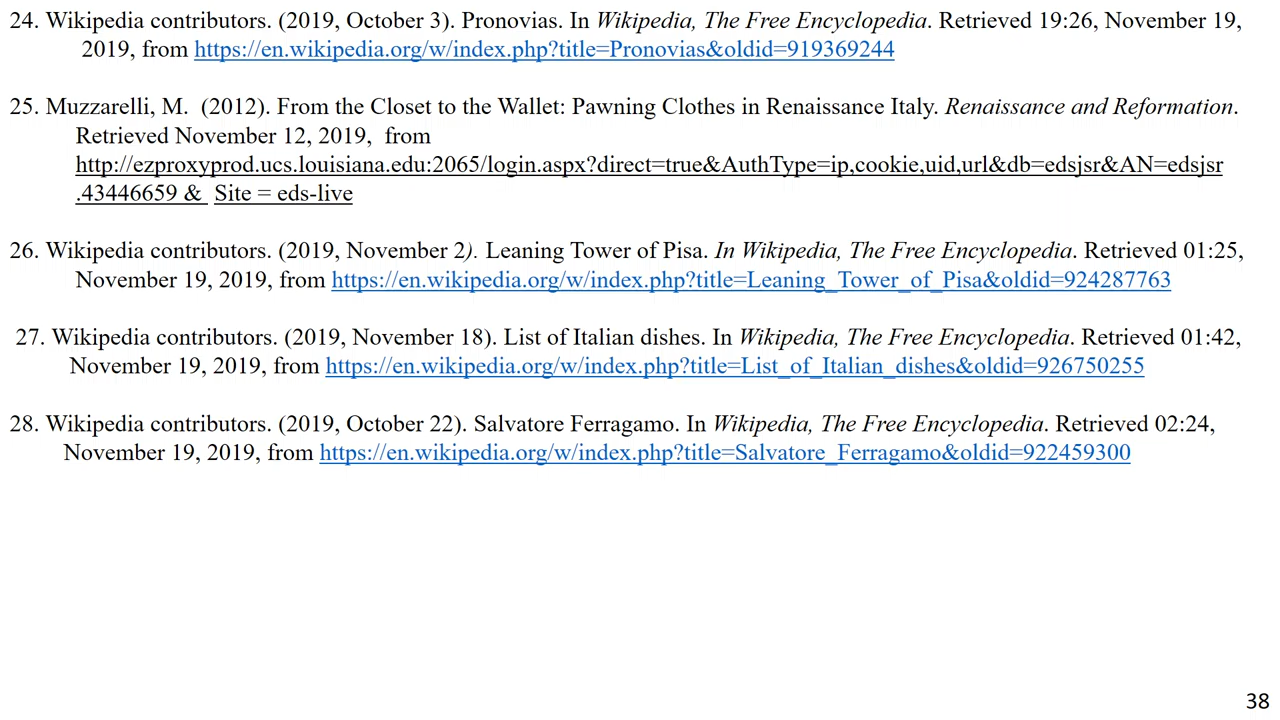 24. Wikipedia contributors. (2019, October 3). Pronovias. In Wikipedia, The Free Encyclopedia. Retrieved 19:26, November 19,
2019, from https://en.wikipedia.org/w/index.php?title=Pronovias&oldid=919369244
25. Muzzarelli, M.  (2012). From the Closet to the Wallet: Pawning Clothes in Renaissance Italy. Renaissance and Reformation.
Retrieved November 12, 2019,  from
http://ezproxyprod.ucs.louisiana.edu:2065/login.aspx?direct=true&AuthType=ip,cookie,uid,url&db=edsjsr&AN=edsjsr
.43446659 &  Site = eds-live
26. Wikipedia contributors. (2019, November 2). Leaning Tower of Pisa. In Wikipedia, The Free Encyclopedia. Retrieved 01:25,
November 19, 2019, from https://en.wikipedia.org/w/index.php?title=Leaning_Tower_of_Pisa&oldid=924287763
27. Wikipedia contributors. (2019, November 18). List of Italian dishes. In Wikipedia, The Free Encyclopedia. Retrieved 01:42,
November 19, 2019, from https://en.wikipedia.org/w/index.php?title=List_of_Italian_dishes&oldid=926750255
28. Wikipedia contributors. (2019, October 22). Salvatore Ferragamo. In Wikipedia, The Free Encyclopedia. Retrieved 02:24,
November 19, 2019, from https://en.wikipedia.org/w/index.php?title=Salvatore_Ferragamo&oldid=922459300
38